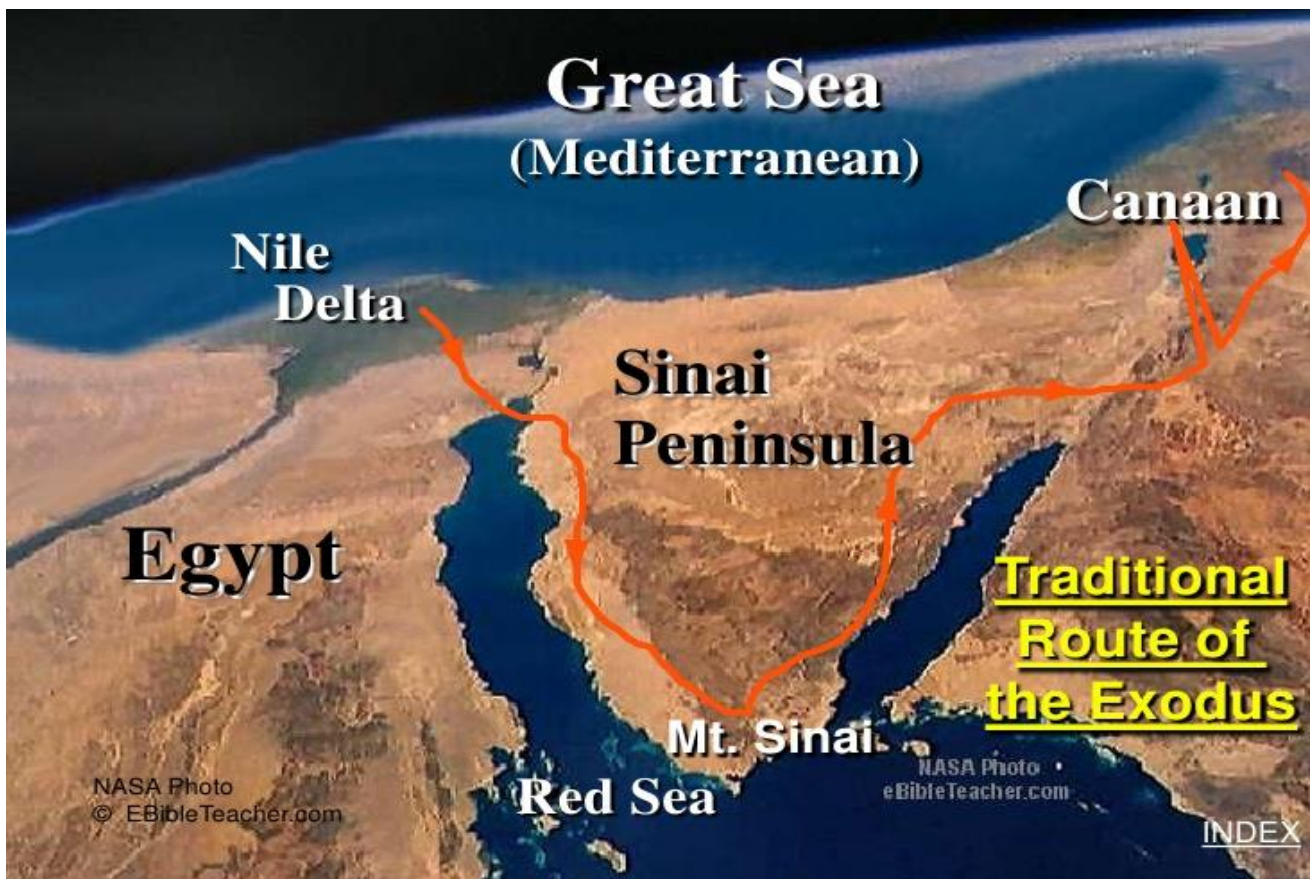 Great Sea
(Mediterranean)
Canaan
Nile
Delta
Sinai
Peninsula
Egypt
Traditional
Route of
the Exodus
Mt. Sinai
Red Sea
NASA Photo
© EBibleTeacher.com
NASA Photo
eBibleTeacher.com
INDEX